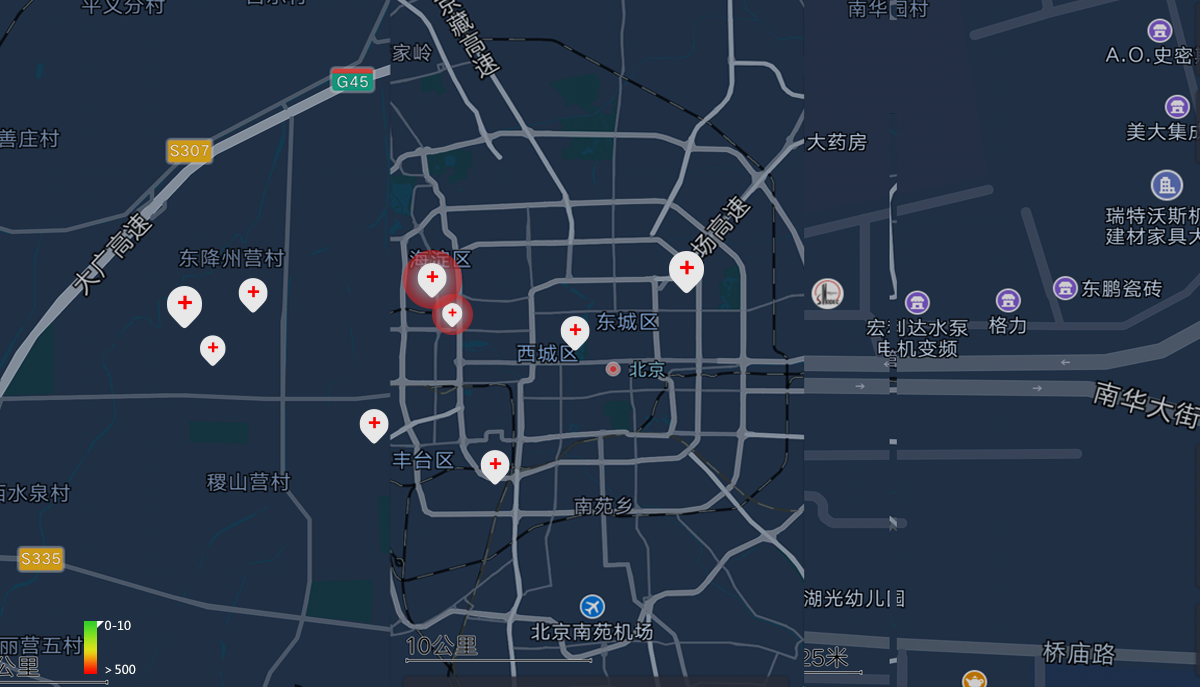 平义分村
京藏高速
南华园村
家岭
A.O.史密
G45
善庄村
S307
大药房
美大集成
瑞特沃斯机
建材家具大
大广高速
东降州营村
海淀区
场高速
东鹏瓷砖
宏利达水泵
电机变频
格力
东城区
西城区
北京
南华大街
丰台区
稷山营村
百水泉村
南苑乡
S335
湖光幼儿园
0-10
丽营五村
公里
> 500
10公里
北京南苑机场
25米
桥庙路